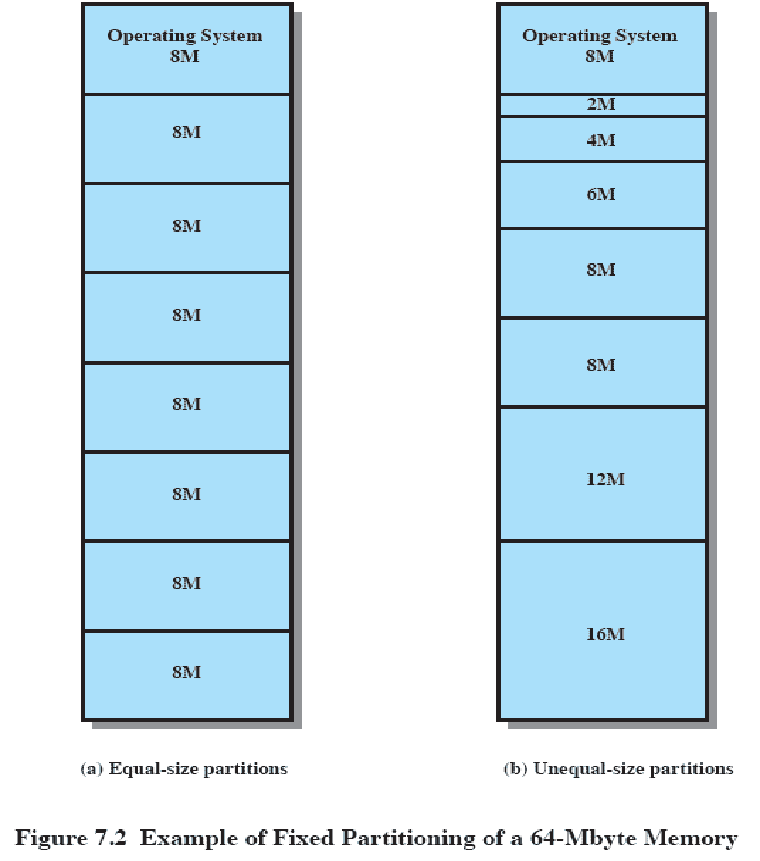 Operating System
8M
8M
8M
8M
8M
8M
8M
8M
(a) Equal-size partitions
Operating System
8M
2M
4M
6M
8M
8M
12M
16M
(b) Unequal-size partitions
Figure 7.2 Example of Fixed Partitioning of a 64-Mbyte Memory